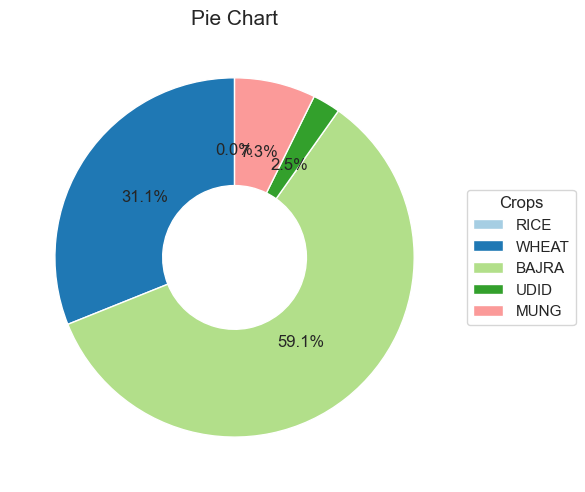 Pie Chart
0.0%
7.3%
2.5%
31.1%
59.1%
Crops
RICE
WHEAT
BAJRA
UDID
MUNG